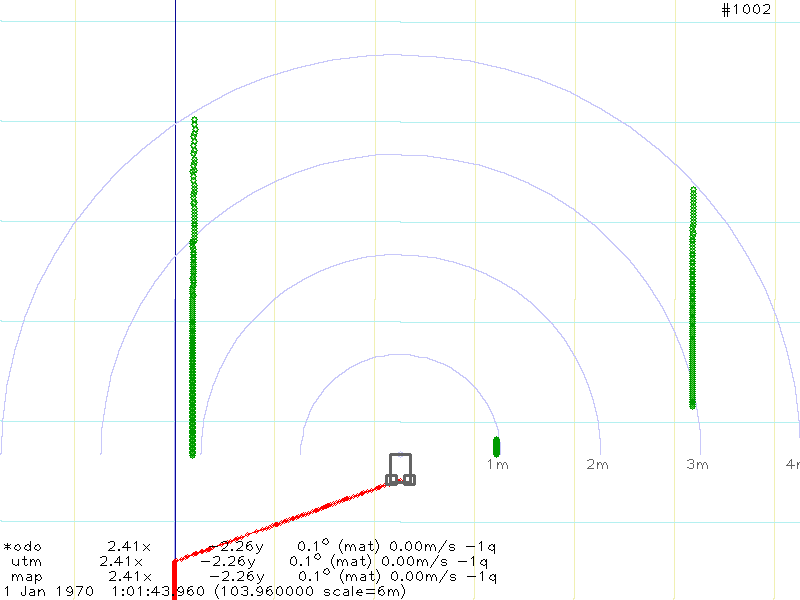 #1002
1m 2m 3m 4m
*odo 2.41x -2.26y 0.1° (mat) 0.00m/s -1q
utm 2.41x -2.26y 0.1° (mat) 0.00m/s -1q
map 2.41x -2.26y 0.1° (mat) 0.00m/s -1q
1 Jan 1970 1:01:43.960 (103.960000 scale=6m)